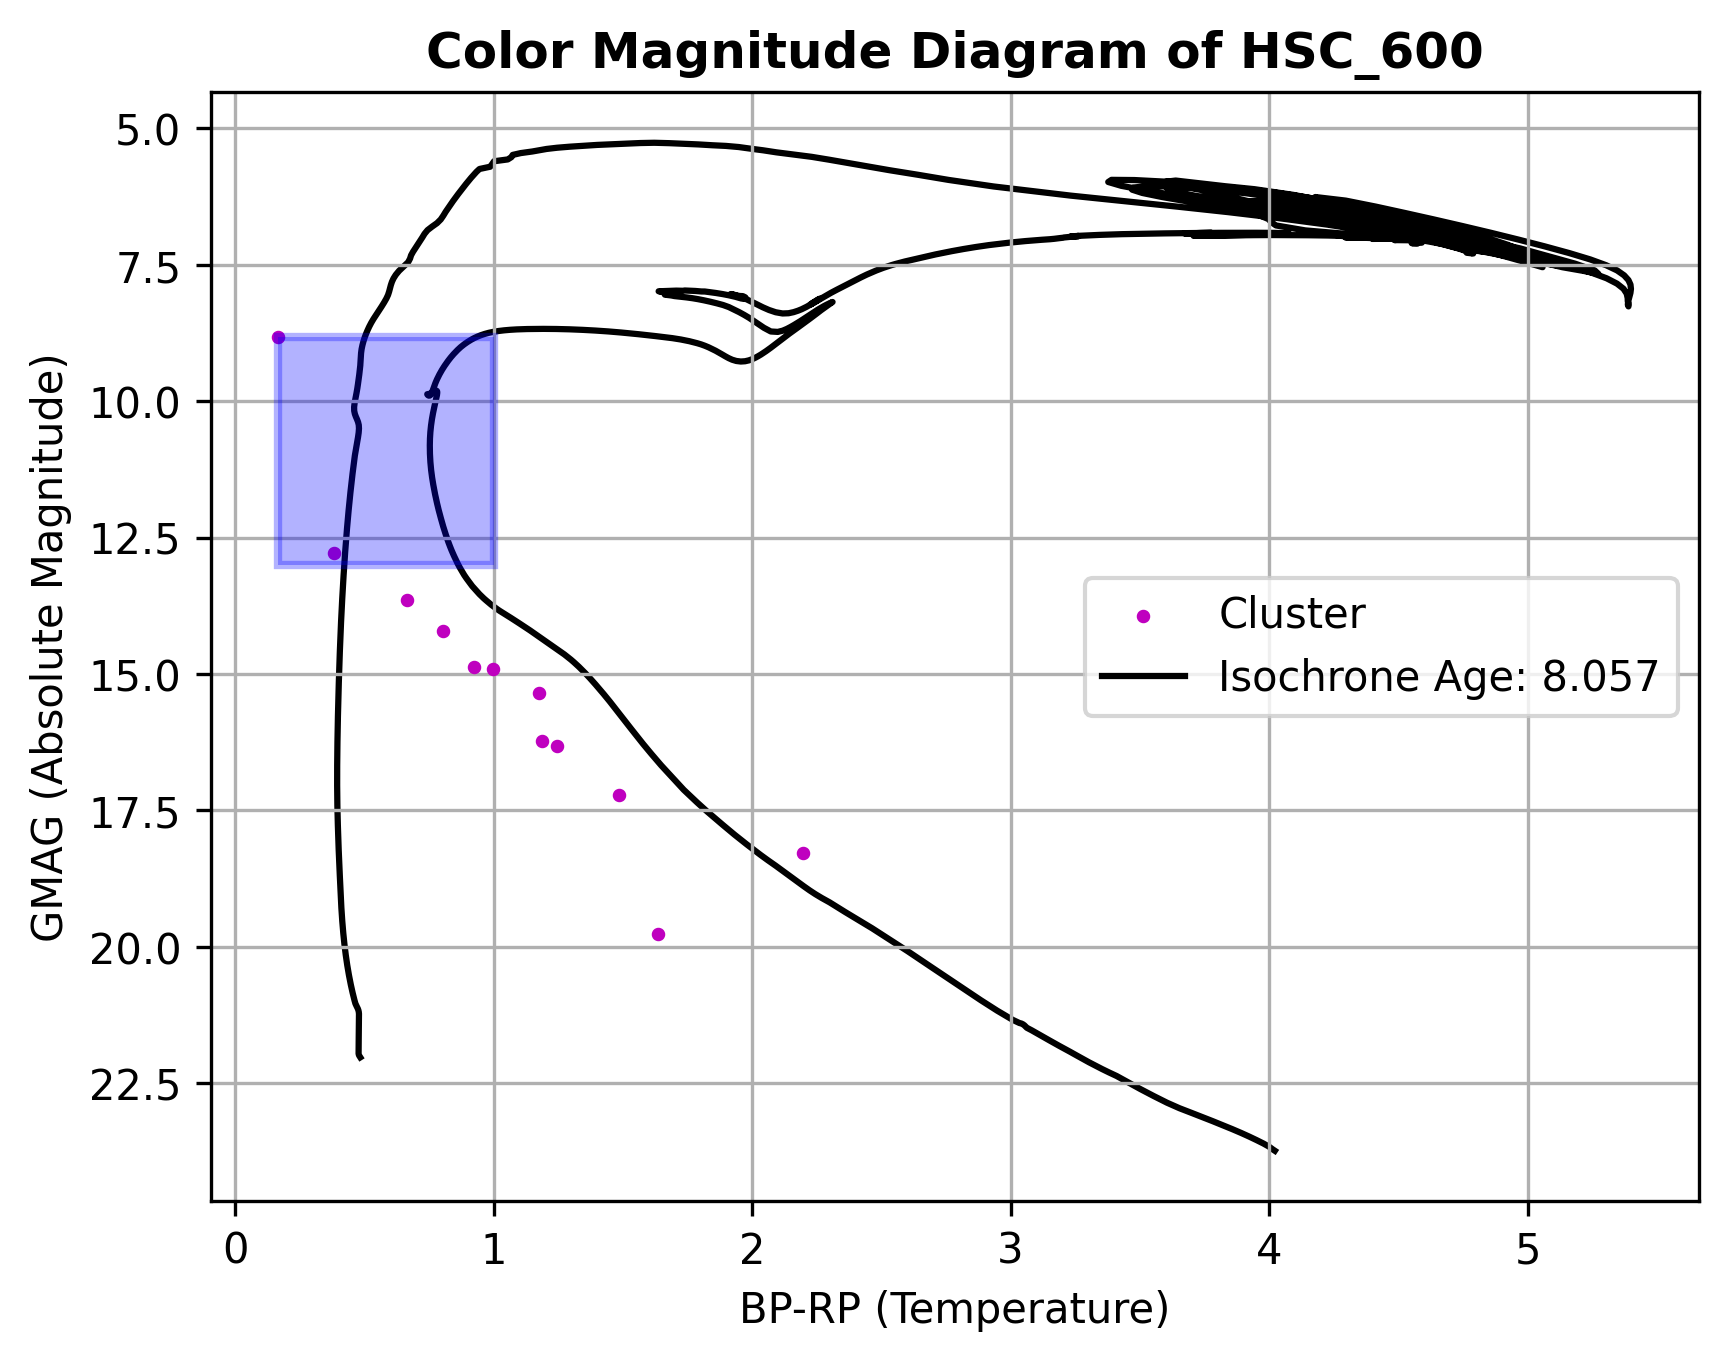 Color Magnitude Diagram of HSC_600
GMAG (Absolute Magnitude)
5.0
7.5
10.0
12.5
15.0
17.5
20.0
22.5
Cluster
Isochrone Age: 8.057
0 1 2 3 4 5
BP-RP (Temperature)